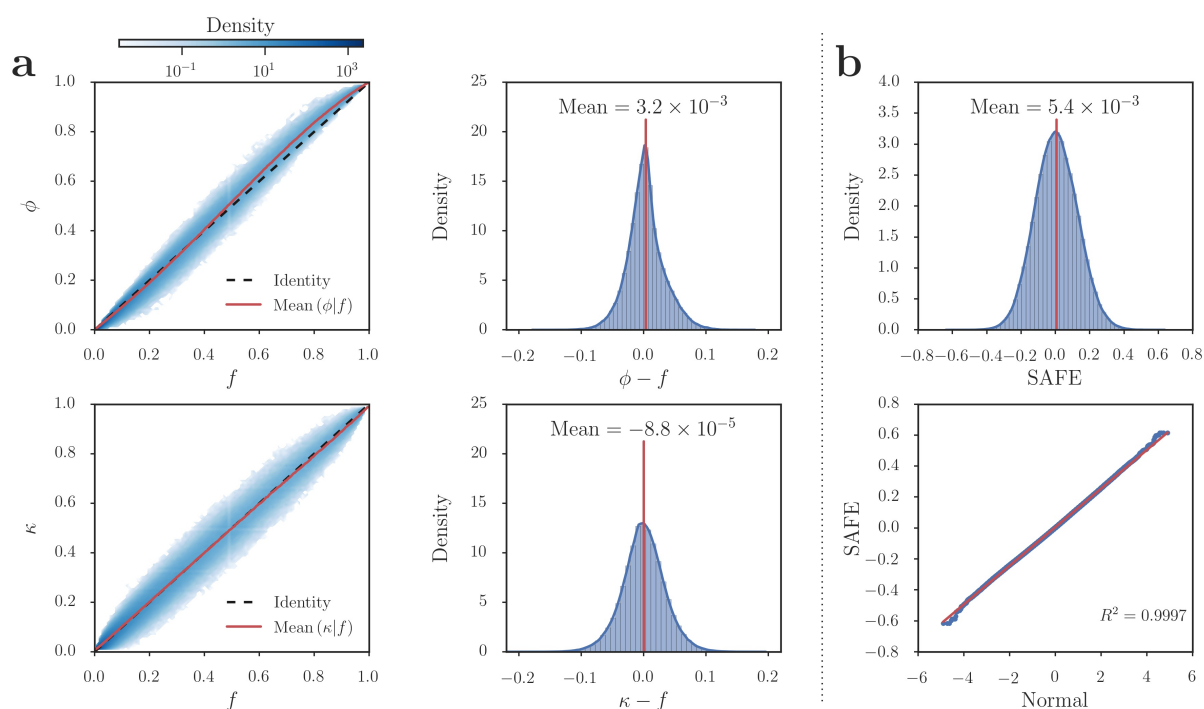 Density
10^{-1} 10^{1} 10^{3}
a
1.0
0.8
0.6
0.4
0.2
0.0
ϕ
Identity
Mean (ϕ|f)
0.0 0.2 0.4 0.6 0.8 1.0
f
25
20
15
10
5
0
Density
Mean = 3.2 × 10^{-3}
−0.2 −0.1 0.0 0.1 0.2
ϕ − f
b
4.0
3.5
3.0
2.5
2.0
1.5
1.0
0.5
0.0
Density
Mean = 5.4 × 10^{-3}
−0.8 −0.6 −0.4 −0.2 0.0 0.2 0.4 0.6 0.8
SAFE
1.0
0.8
0.6
0.4
0.2
0.0
κ
Identity
Mean (κ|f)
0.0 0.2 0.4 0.6 0.8 1.0
f
25
20
15
10
5
0
Density
Mean = −8.8 × 10^{-5}
−0.2 −0.1 0.0 0.1 0.2
κ − f
0.8
0.6
0.4
0.2
0.0
−0.2
−0.4
−0.6
−0.8
SAFE
R^{2} = 0.9997
−6 −4 −2 0 2 4 6
Normal